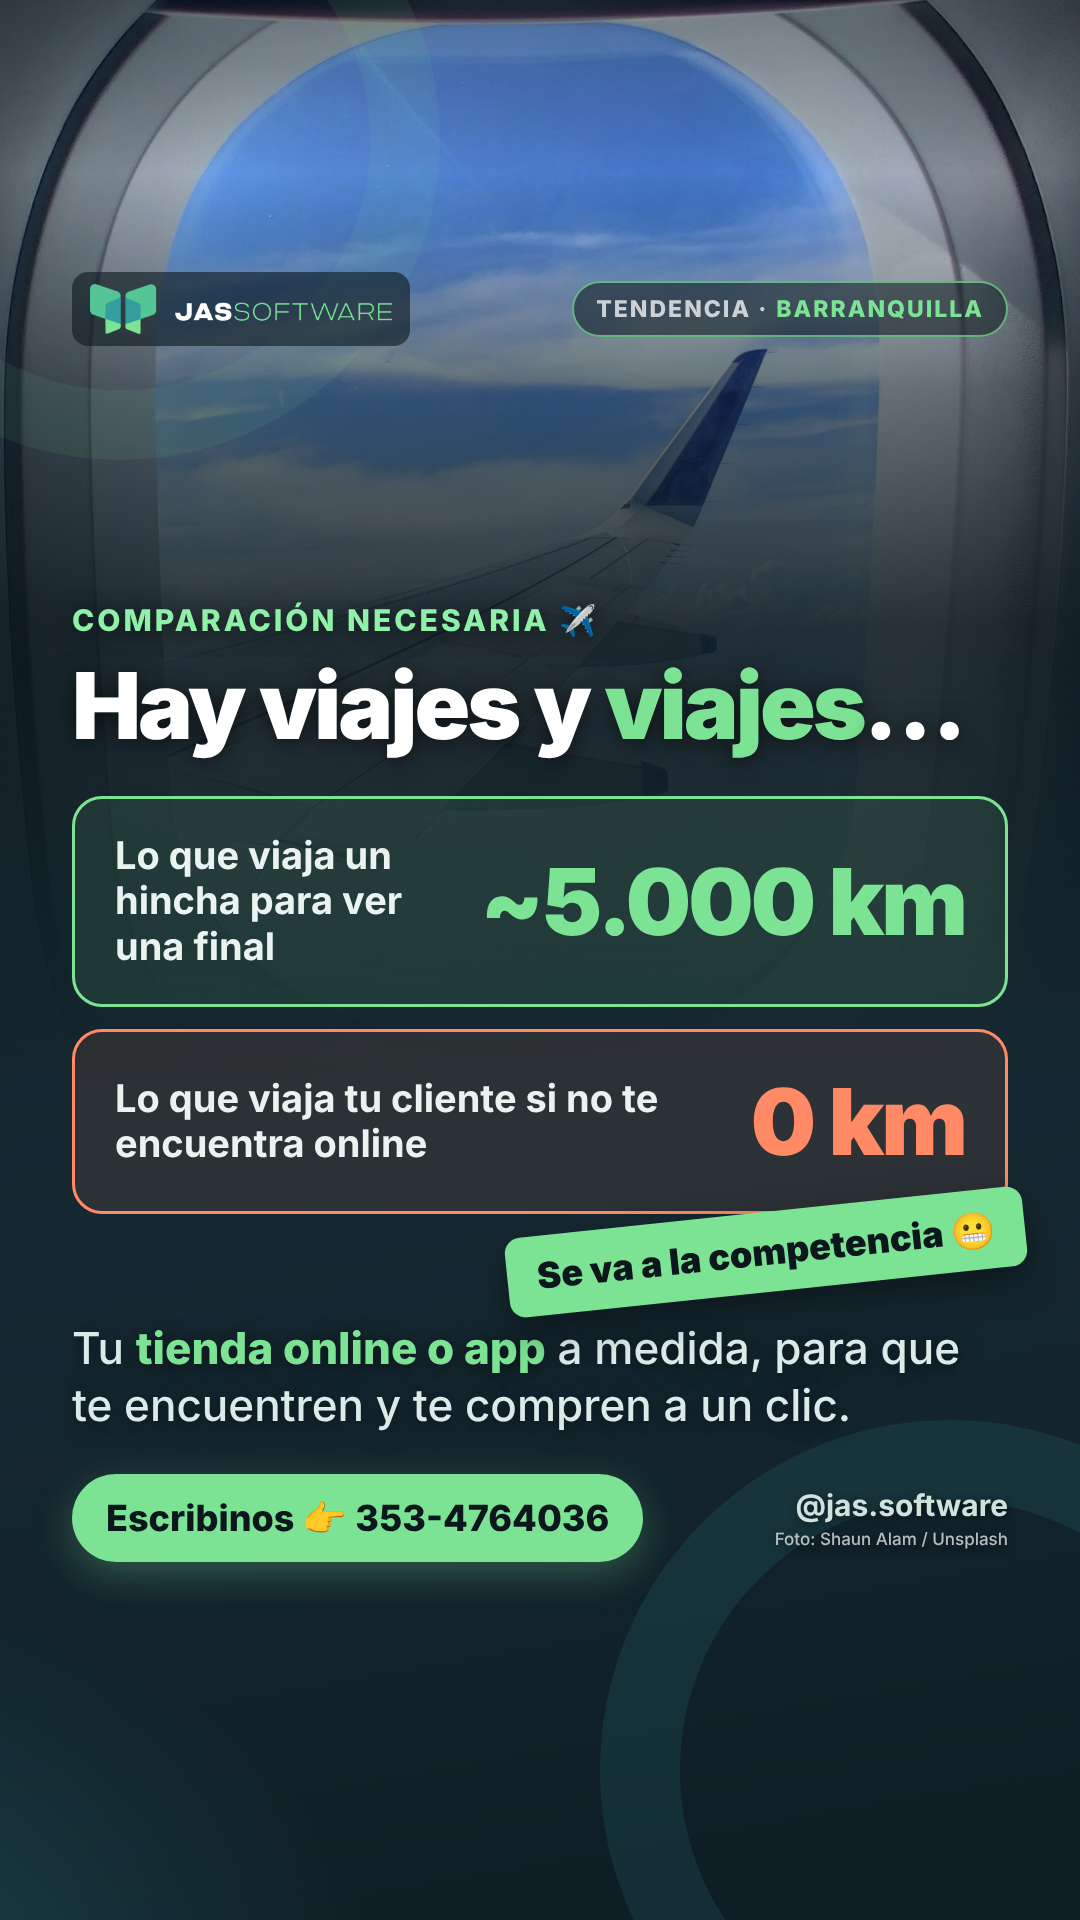 JASSOFTWARE
TENDENCIA · BARRANQUILLA
COMPARACIÓN NECESARIA ✈️
Hay viajes y viajes...
Lo que viaja un
hincha para ver
una final
~5.000 km
Lo que viaja tu cliente si no te
encuentra online
0 km
Se va a la competencia 😬
Tu tienda online o app a medida, para que
te encuentren y te compren a un clic.
Escribinos 👉 353-4764036
@jas.software
Foto: Shaun Alam / Unsplash